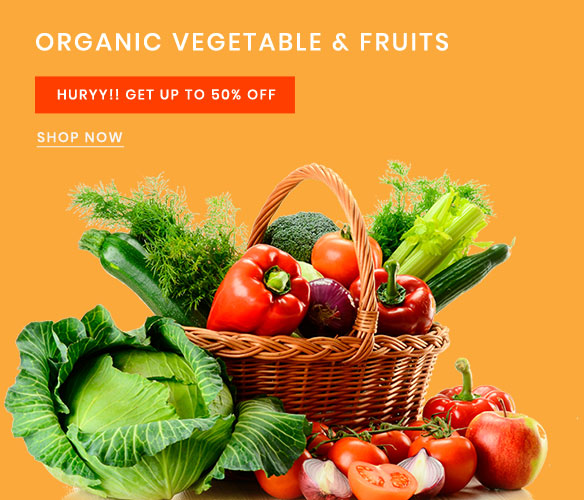 ORGANIC VEGETABLE & FRUITS
HURYY!! GET UP TO 50% OFF
SHOP NOW